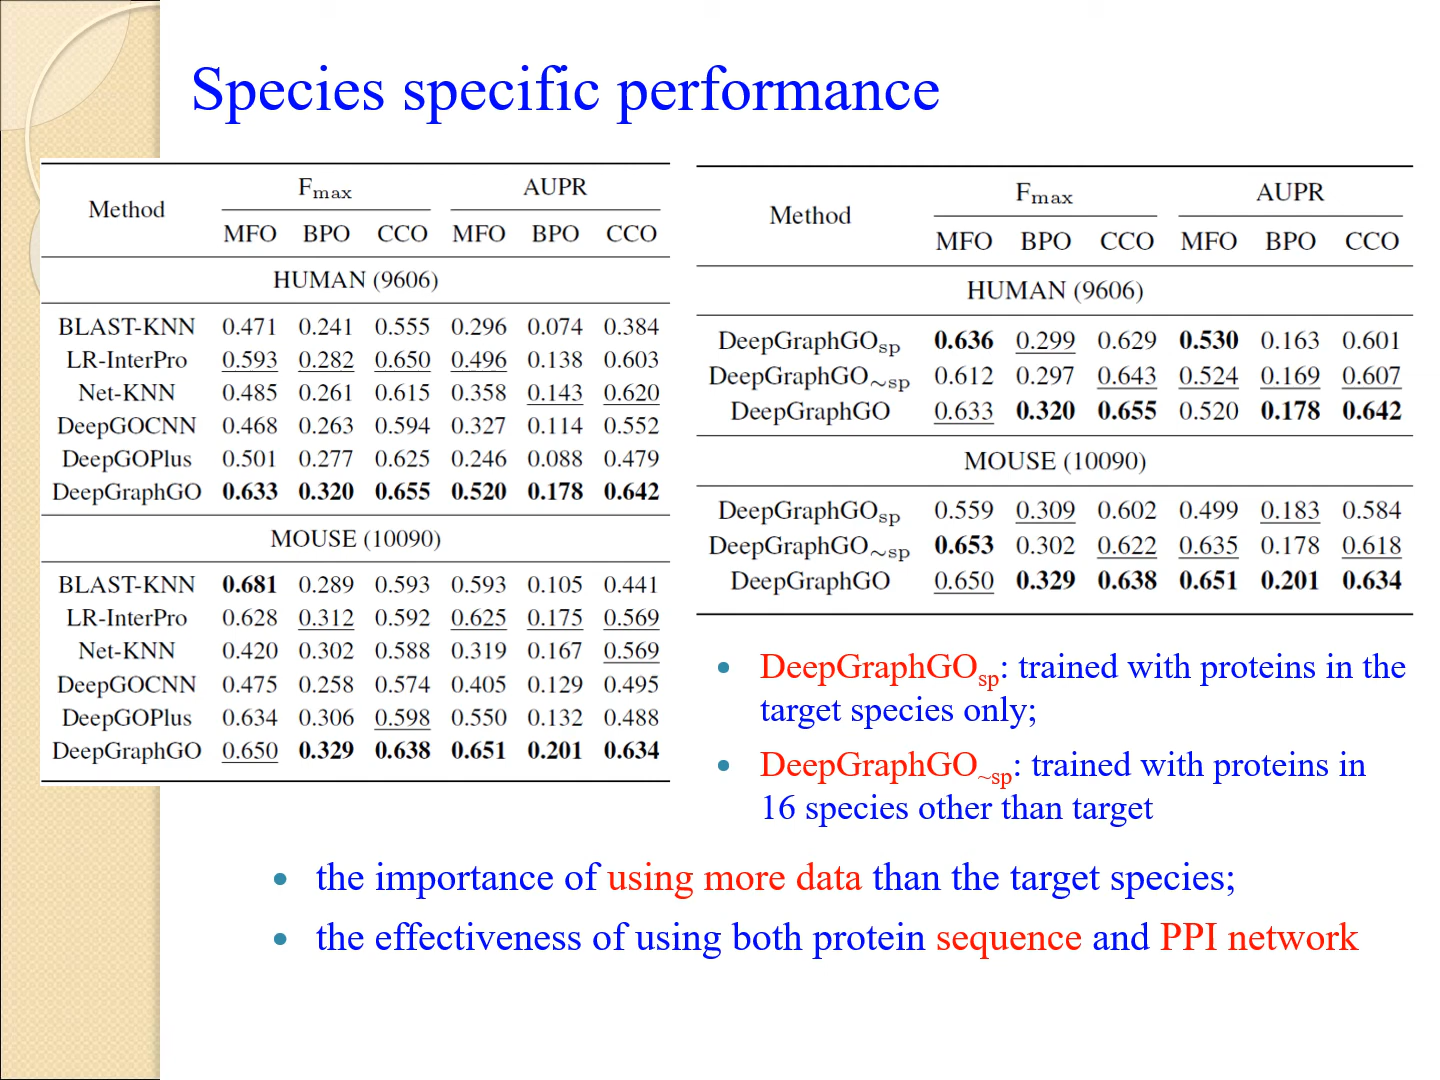 Species specific performance
Method Fmax AUPR
MFO BPO CCO MFO BPO CCO
HUMAN (9606)
BLAST-KNN 0.471 0.241 0.555 0.296 0.074 0.384
LR-InterPro 0.593 0.282 0.650 0.496 0.138 0.603
Net-KNN 0.485 0.261 0.615 0.358 0.143 0.620
DeepGOCNN 0.468 0.263 0.594 0.327 0.114 0.552
DeepGOPlus 0.501 0.277 0.625 0.246 0.088 0.479
DeepGraphGO 0.633 0.320 0.655 0.520 0.178 0.642
MOUSE (10090)
BLAST-KNN 0.681 0.289 0.593 0.593 0.105 0.441
LR-InterPro 0.628 0.312 0.592 0.625 0.175 0.569
Net-KNN 0.420 0.302 0.588 0.319 0.167 0.569
DeepGOCNN 0.475 0.258 0.574 0.405 0.129 0.495
DeepGOPlus 0.634 0.306 0.598 0.550 0.132 0.488
DeepGraphGO 0.650 0.329 0.638 0.651 0.201 0.634
Method Fmax AUPR
MFO BPO CCO MFO BPO CCO
HUMAN (9606)
DeepGraphGOsp 0.636 0.299 0.629 0.530 0.163 0.601
DeepGraphGO~sp 0.612 0.297 0.643 0.524 0.169 0.607
DeepGraphGO 0.633 0.320 0.655 0.520 0.178 0.642
MOUSE (10090)
DeepGraphGOsp 0.559 0.309 0.602 0.499 0.183 0.584
DeepGraphGO~sp 0.653 0.302 0.622 0.635 0.178 0.618
DeepGraphGO 0.650 0.329 0.638 0.651 0.201 0.634
• DeepGraphGOsp: trained with proteins in the
target species only;
• DeepGraphGO~sp: trained with proteins in
16 species other than target
• the importance of using more data than the target species;
• the effectiveness of using both protein sequence and PPI network